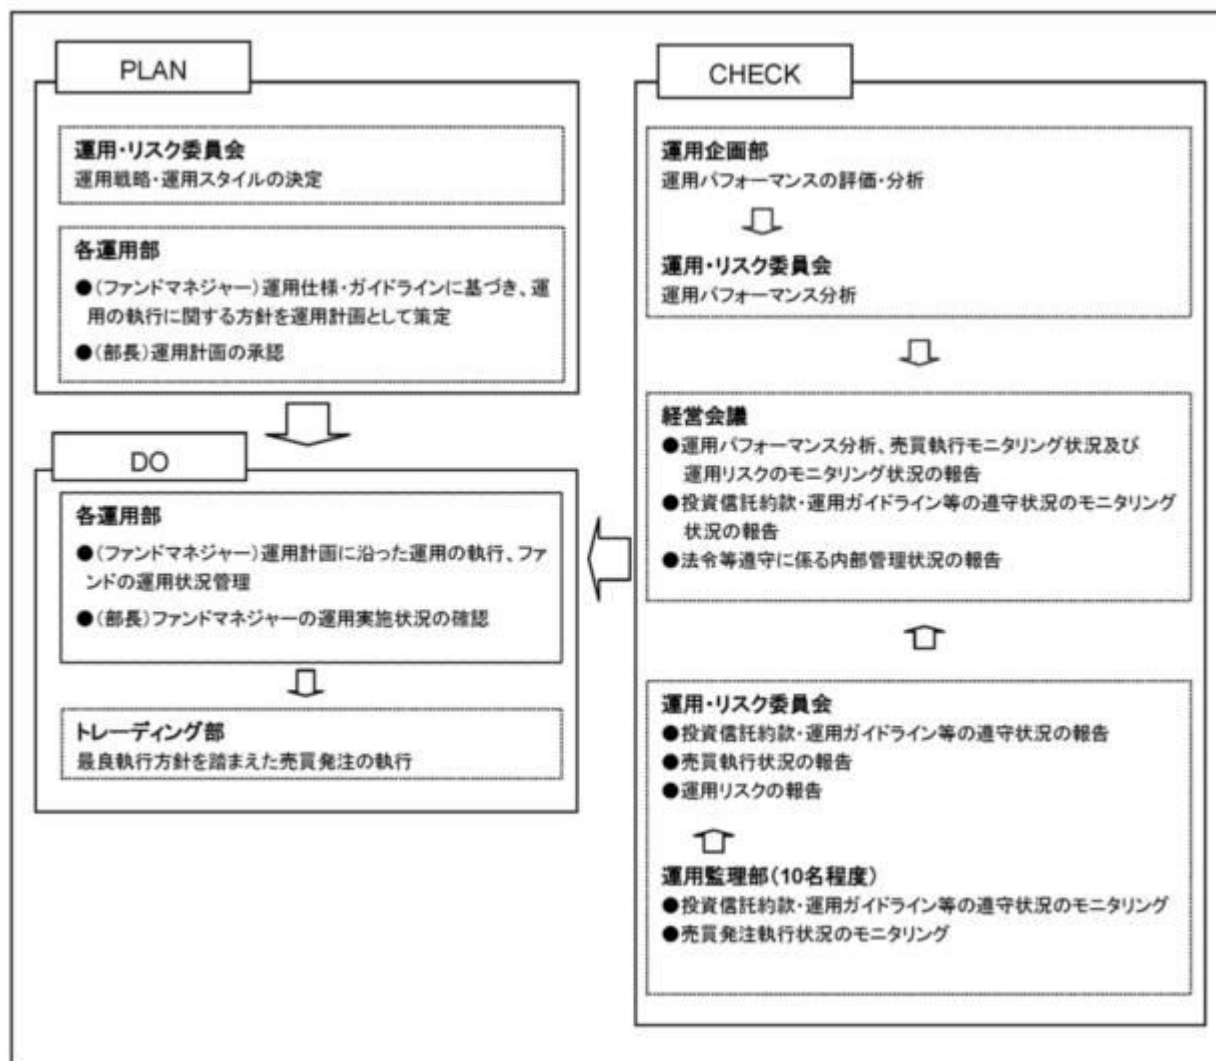 PLAN
運用・リスク委員会
運用戦略・運用スタイルの決定
各運用部
●(ファンドマネジャー)運用仕様・ガイドラインに基づき、運
用の執行に関する方針を運用計画として策定
●(部長)運用計画の承認
DO
各運用部
●(ファンドマネジャー)運用計画に沿った運用の執行、ファ
ンドの運用状況管理
●(部長)ファンドマネジャーの運用実施状況の確認
トレーディング部
最良執行方針を踏まえた売買発注の執行
CHECK
運用企画部
運用パフォーマンスの評価・分析
運用・リスク委員会
運用パフォーマンス分析
経営会議
●運用パフォーマンス分析、売買執行モニタリング状況及び
運用リスクのモニタリング状況の報告
●投資信託約款・運用ガイドライン等の遵守状況のモニタリング
状況の報告
●法令等遵守に係る内部管理状況の報告
運用・リスク委員会
●投資信託約款・運用ガイドライン等の遵守状況の報告
●売買執行状況の報告
●運用リスクの報告
運用監理部(10名程度)
●投資信託約款・運用ガイドライン等の遵守状況のモニタリング
●売買発注執行状況のモニタリング